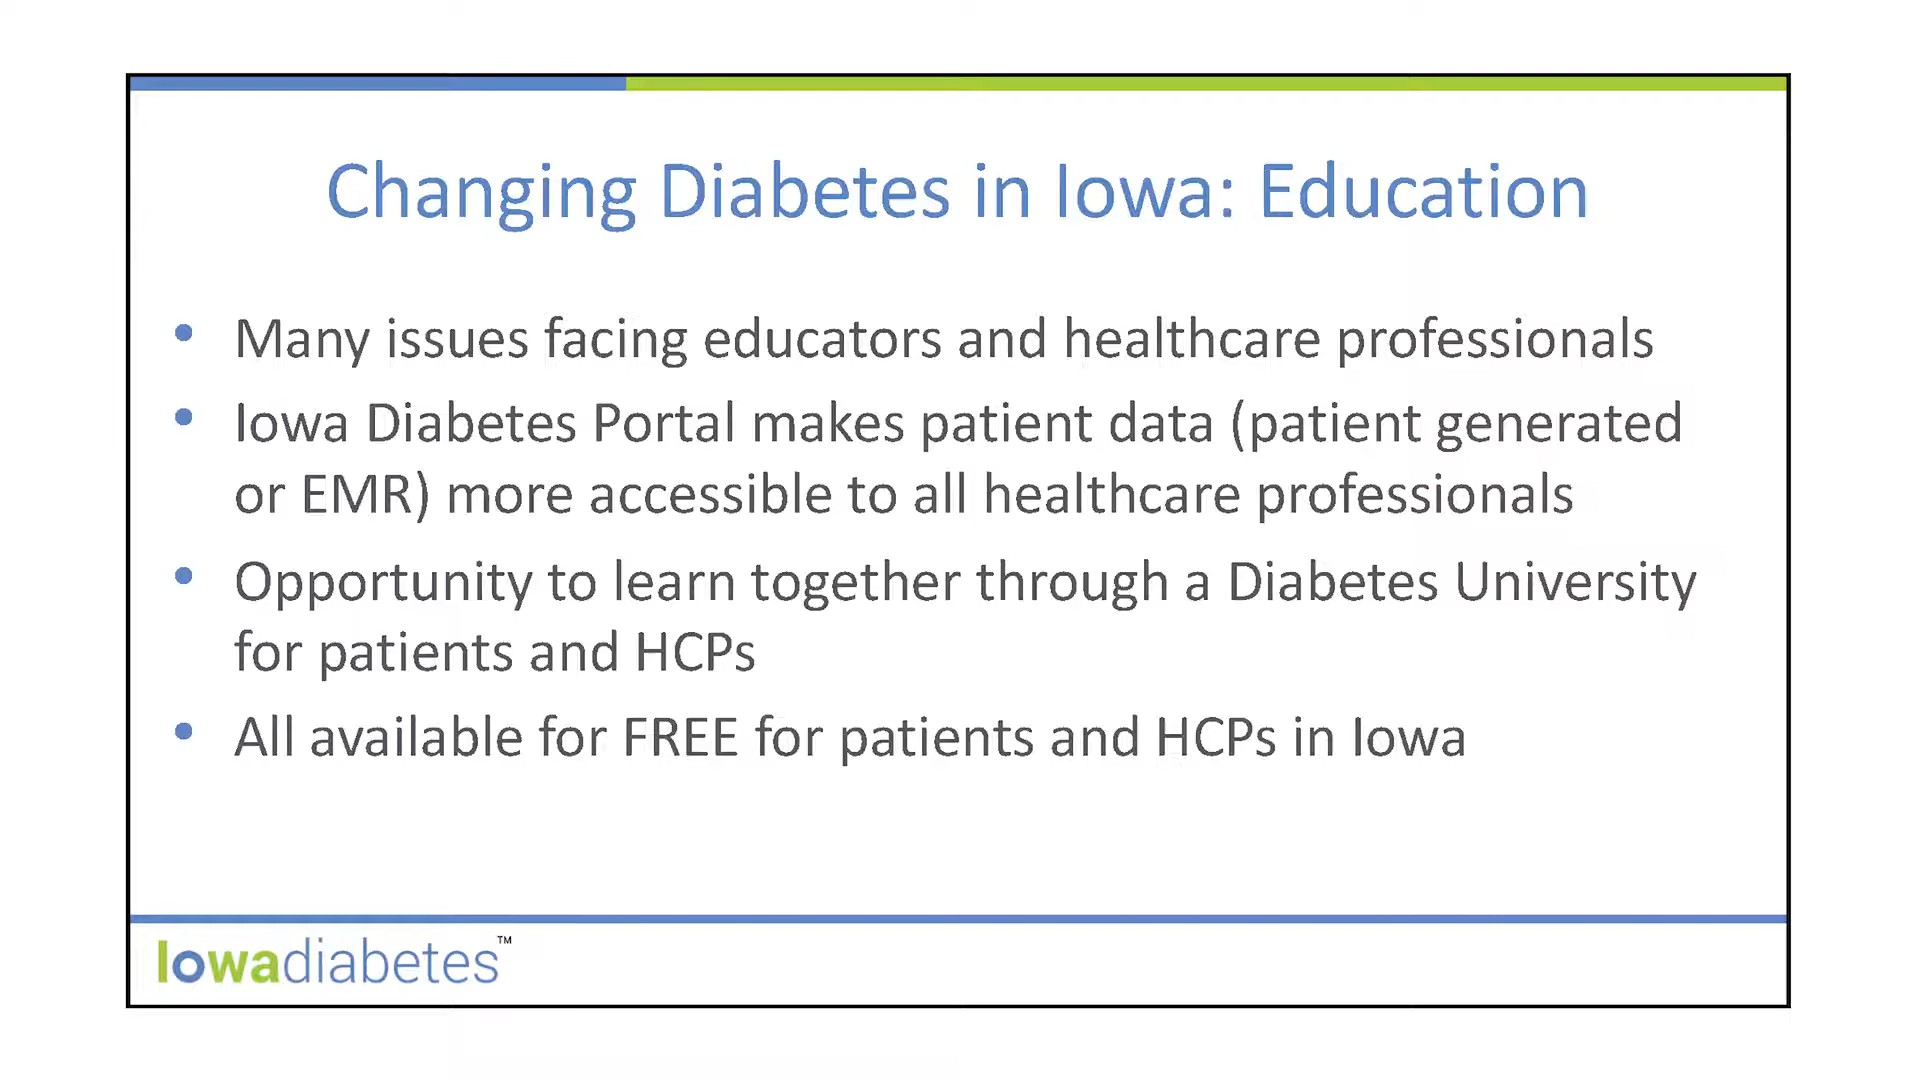 Changing Diabetes in Iowa: Education
• Many issues facing educators and healthcare professionals
• Iowa Diabetes Portal makes patient data (patient generated
or EMR) more accessible to all healthcare professionals
• Opportunity to learn together through a Diabetes University
for patients and HCPs
• All available for FREE for patients and HCPs in Iowa
Iowadiabetes™